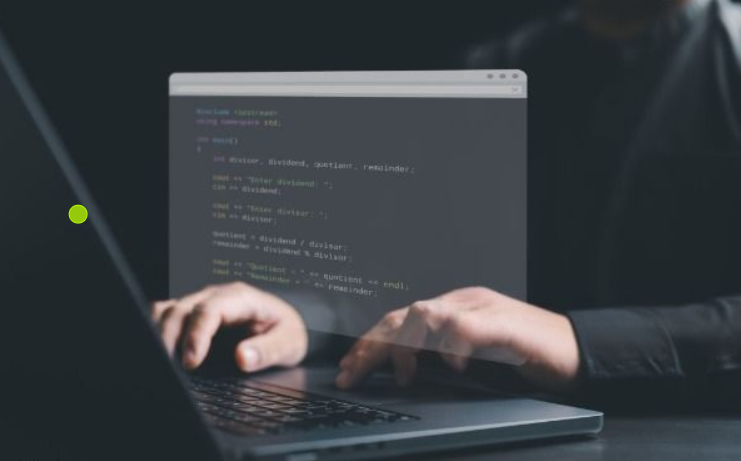 #include <iostream>
using namespace std;
int main()
{
int divisor, dividend, quotient, remainder;
cout << "Enter dividend: ";
cin >> dividend;
cout << "Enter divisor: ";
cin >> divisor;
quotient = dividend / divisor;
remainder = dividend % divisor;
cout << "Quotient = " << quotient << endl;
cout << "Remainder = " << remainder;